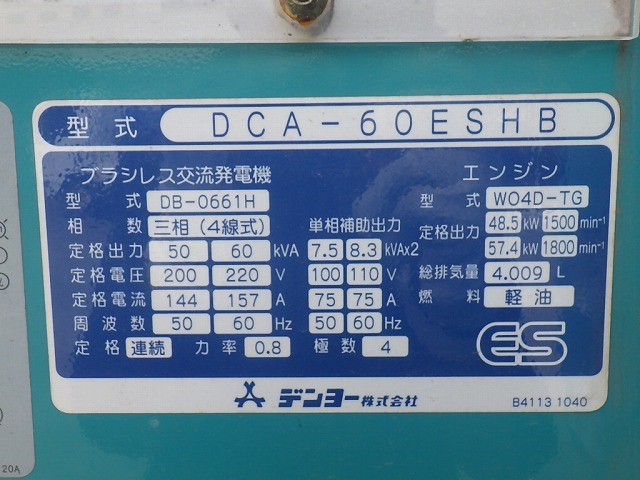 型式 DCA-60ESHB
ブラシレス交流発電機
型式 DB-0661H
相数 三相(4線式) 単相補助出力
定格出力 50 60 kVA 7.5 8.3 kVA×2
定格電圧 200 220 V 100 110 V
定格電流 144 157 A 75 75 A
周波数 50 60 Hz 50 60 Hz
定格 連続 力率 0.8 極数 4
エンジン
型式 W04D-TG
定格出力 48.5 kW 1500 min⁻¹
57.4 kW 1800 min⁻¹
総排気量 4.009 L
燃料 軽油
ES
デンヨー株式会社
B4113 1040
20A